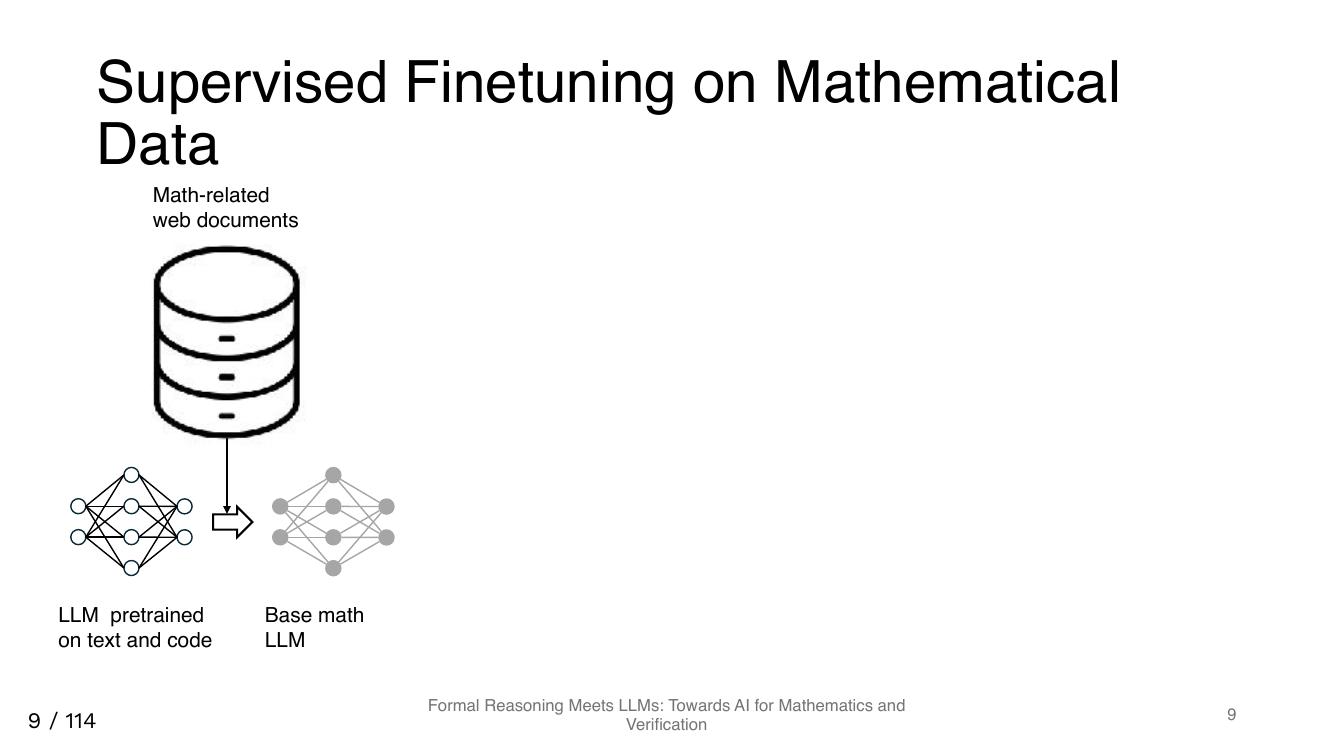 Supervised Finetuning on Mathematical
Data
Math-related
web documents
LLM pretrained
on text and code
Base math
LLM
9 / 114
Formal Reasoning Meets LLMs: Towards AI for Mathematics and
Verification
9